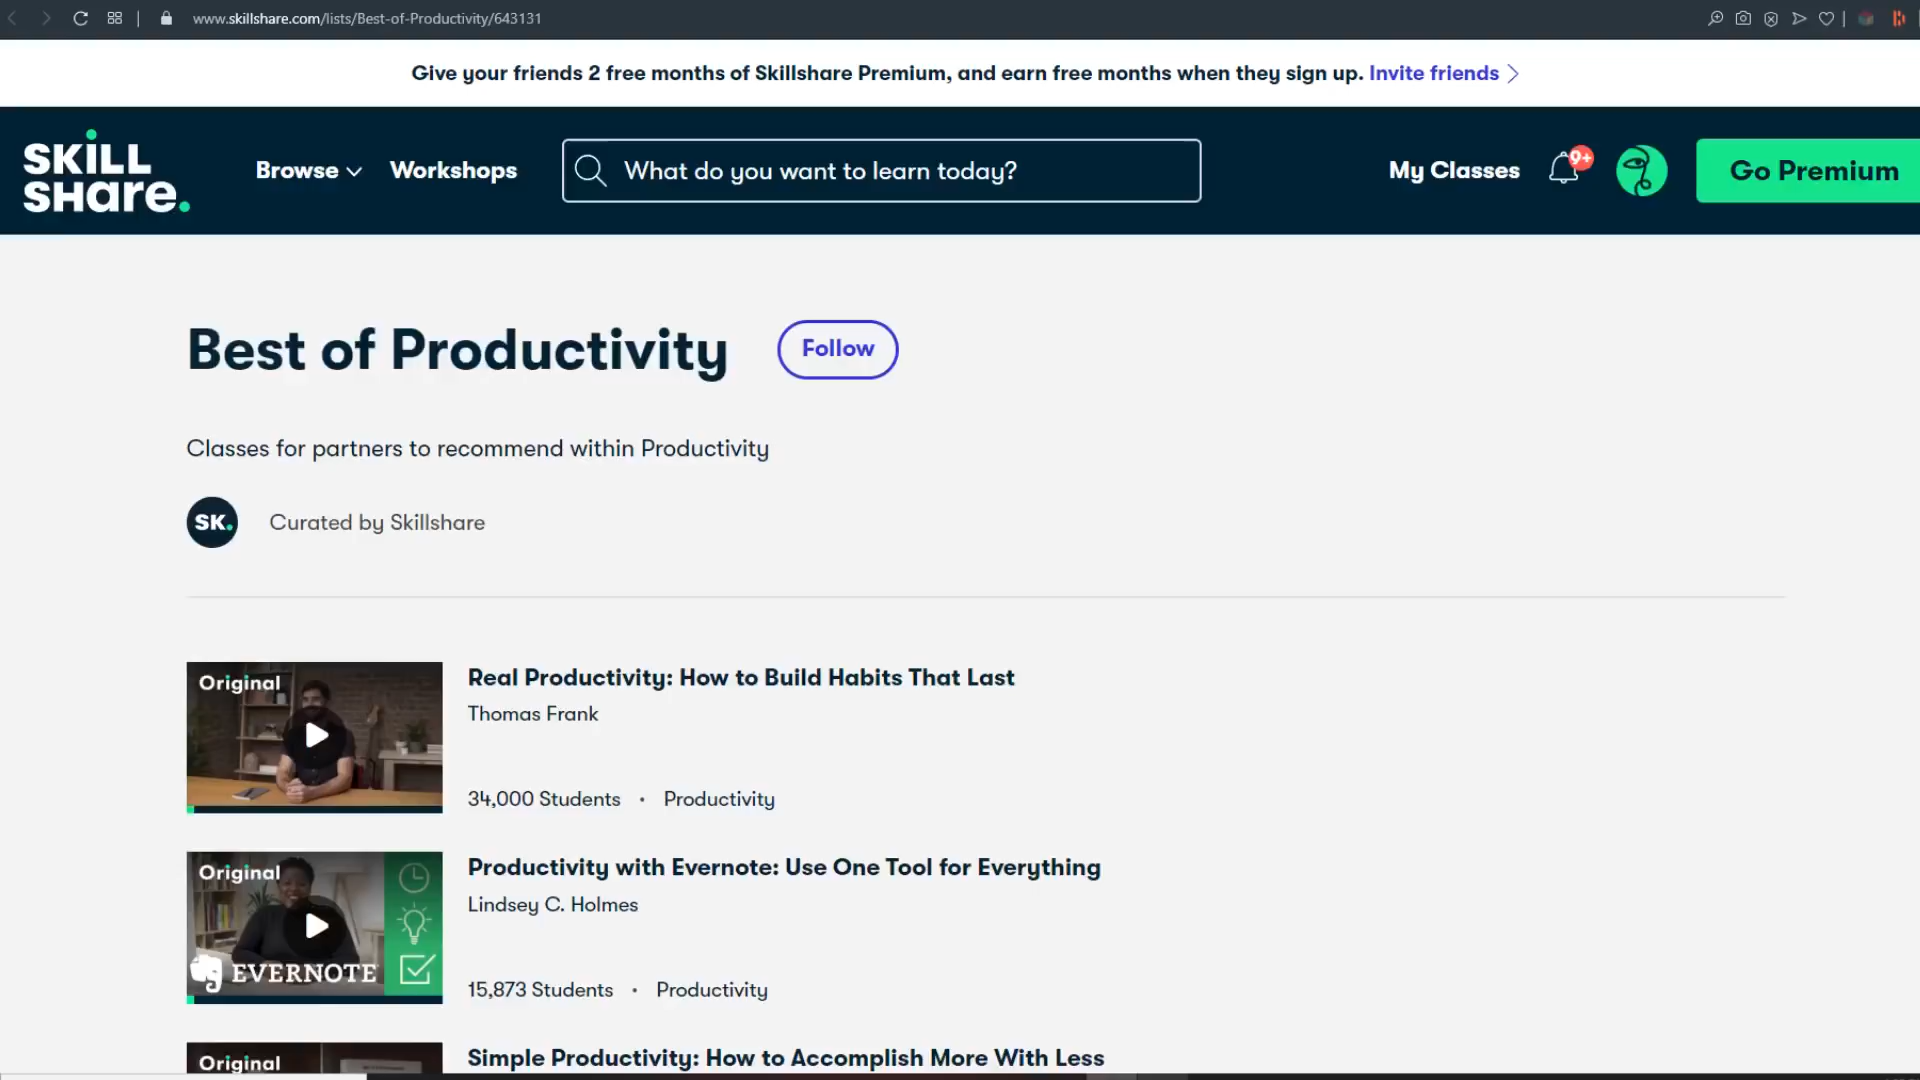 www.skillshare.com/lists/Best-of-Productivity/643131
Give your friends 2 free months of Skillshare Premium, and earn free months when they sign up. Invite friends
SKILL
SHare.
Browse
Workshops
What do you want to learn today?
My Classes
9+
Go Premium
Best of Productivity
Follow
Classes for partners to recommend within Productivity
SK.
Curated by Skillshare
Original
Real Productivity: How to Build Habits That Last
Thomas Frank
34,000 Students • Productivity
Original
EVERNOTE
Productivity with Evernote: Use One Tool for Everything
Lindsey C. Holmes
15,873 Students • Productivity
Original
Simple Productivity: How to Accomplish More With Less